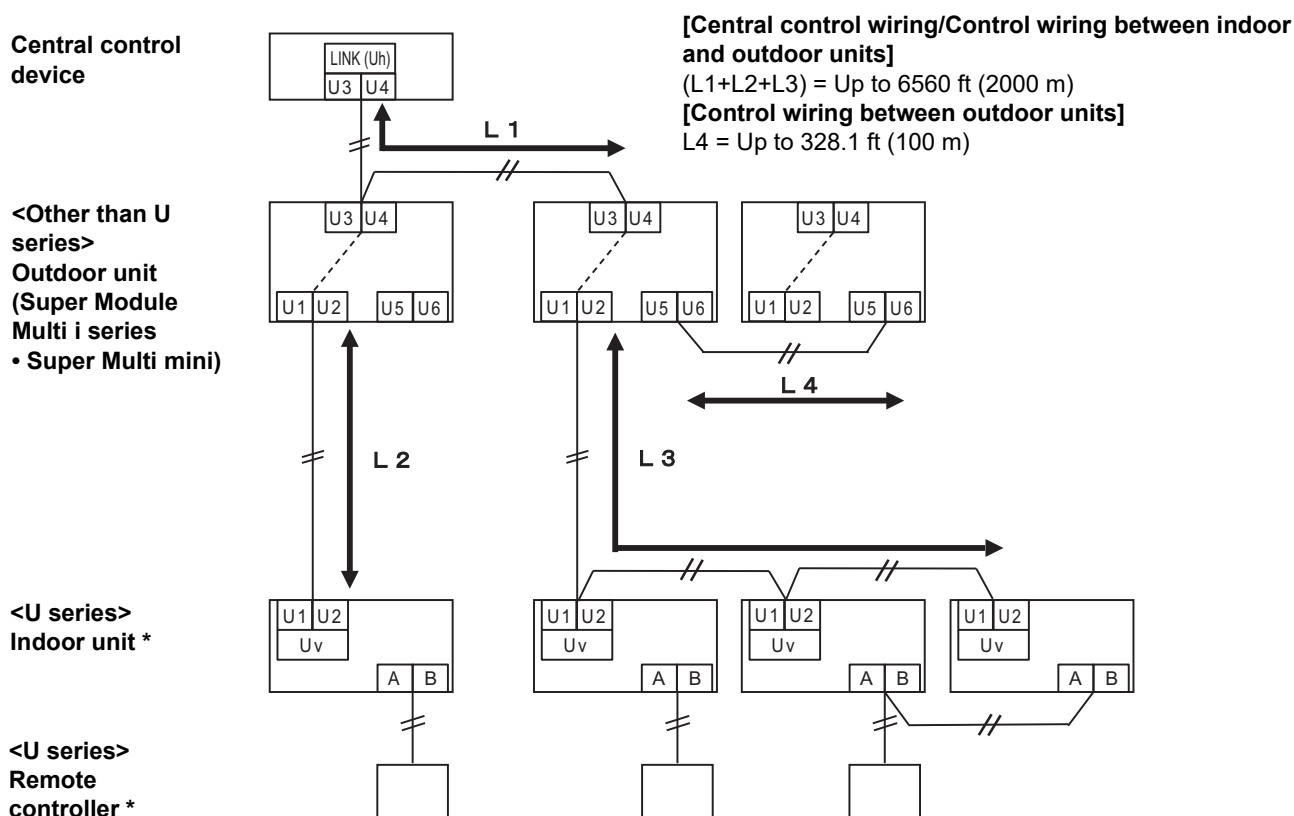 Central control
device
LINK (Uh)
U3 U4
[Central control wiring/Control wiring between indoor
and outdoor units]
(L1+L2+L3) = Up to 6560 ft (2000 m)
[Control wiring between outdoor units]
L4 = Up to 328.1 ft (100 m)
L 1
<Other than U
series>
Outdoor unit
(Super Module
Multi i series
• Super Multi mini)
U3 U4
U1 U2 U5 U6
U3 U4
U1 U2 U5 U6
U3 U4
U1 U2 U5 U6
L 4
L 2
L 3
<U series>
Indoor unit *
U1 U2
Uv
A B
U1 U2
Uv
A B
U1 U2
Uv
A B
U1 U2
Uv
A B
<U series>
Remote
controller *